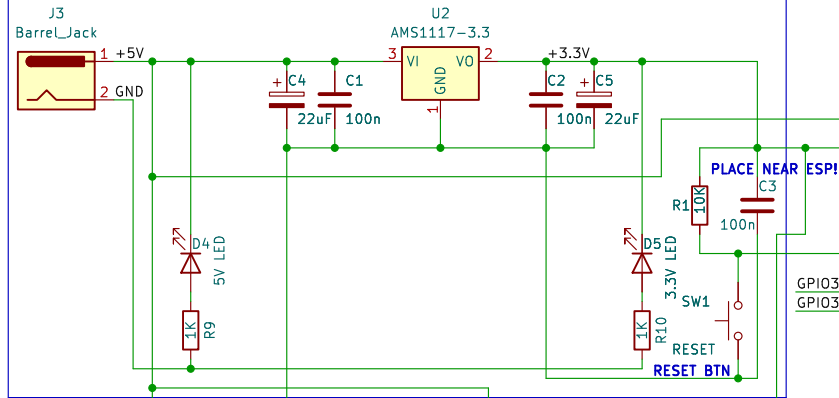 J3
Barrel_Jack
1
+5V
2
GND
U2
AMS1117-3.3
3
VI
VO
2
GND
1
+3.3V
+
C4
22uF
C1
100n
C2
100n
+
C5
22uF
PLACE NEAR ESP!
C3
100n
R1
10K
D4
5V LED
1K
R9
D5
3.3V LED
1K
R10
SW1
RESET
RESET BTN
GPIO3
GPIO3